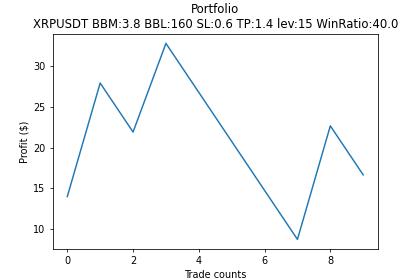 Portfolio
XRPUSDT BBM:3.8 BBL:160 SL:0.6 TP:1.4 lev:15 WinRatio:40.0
30
25
20
15
10
Profit ($)
0 2 4 6 8
Trade counts